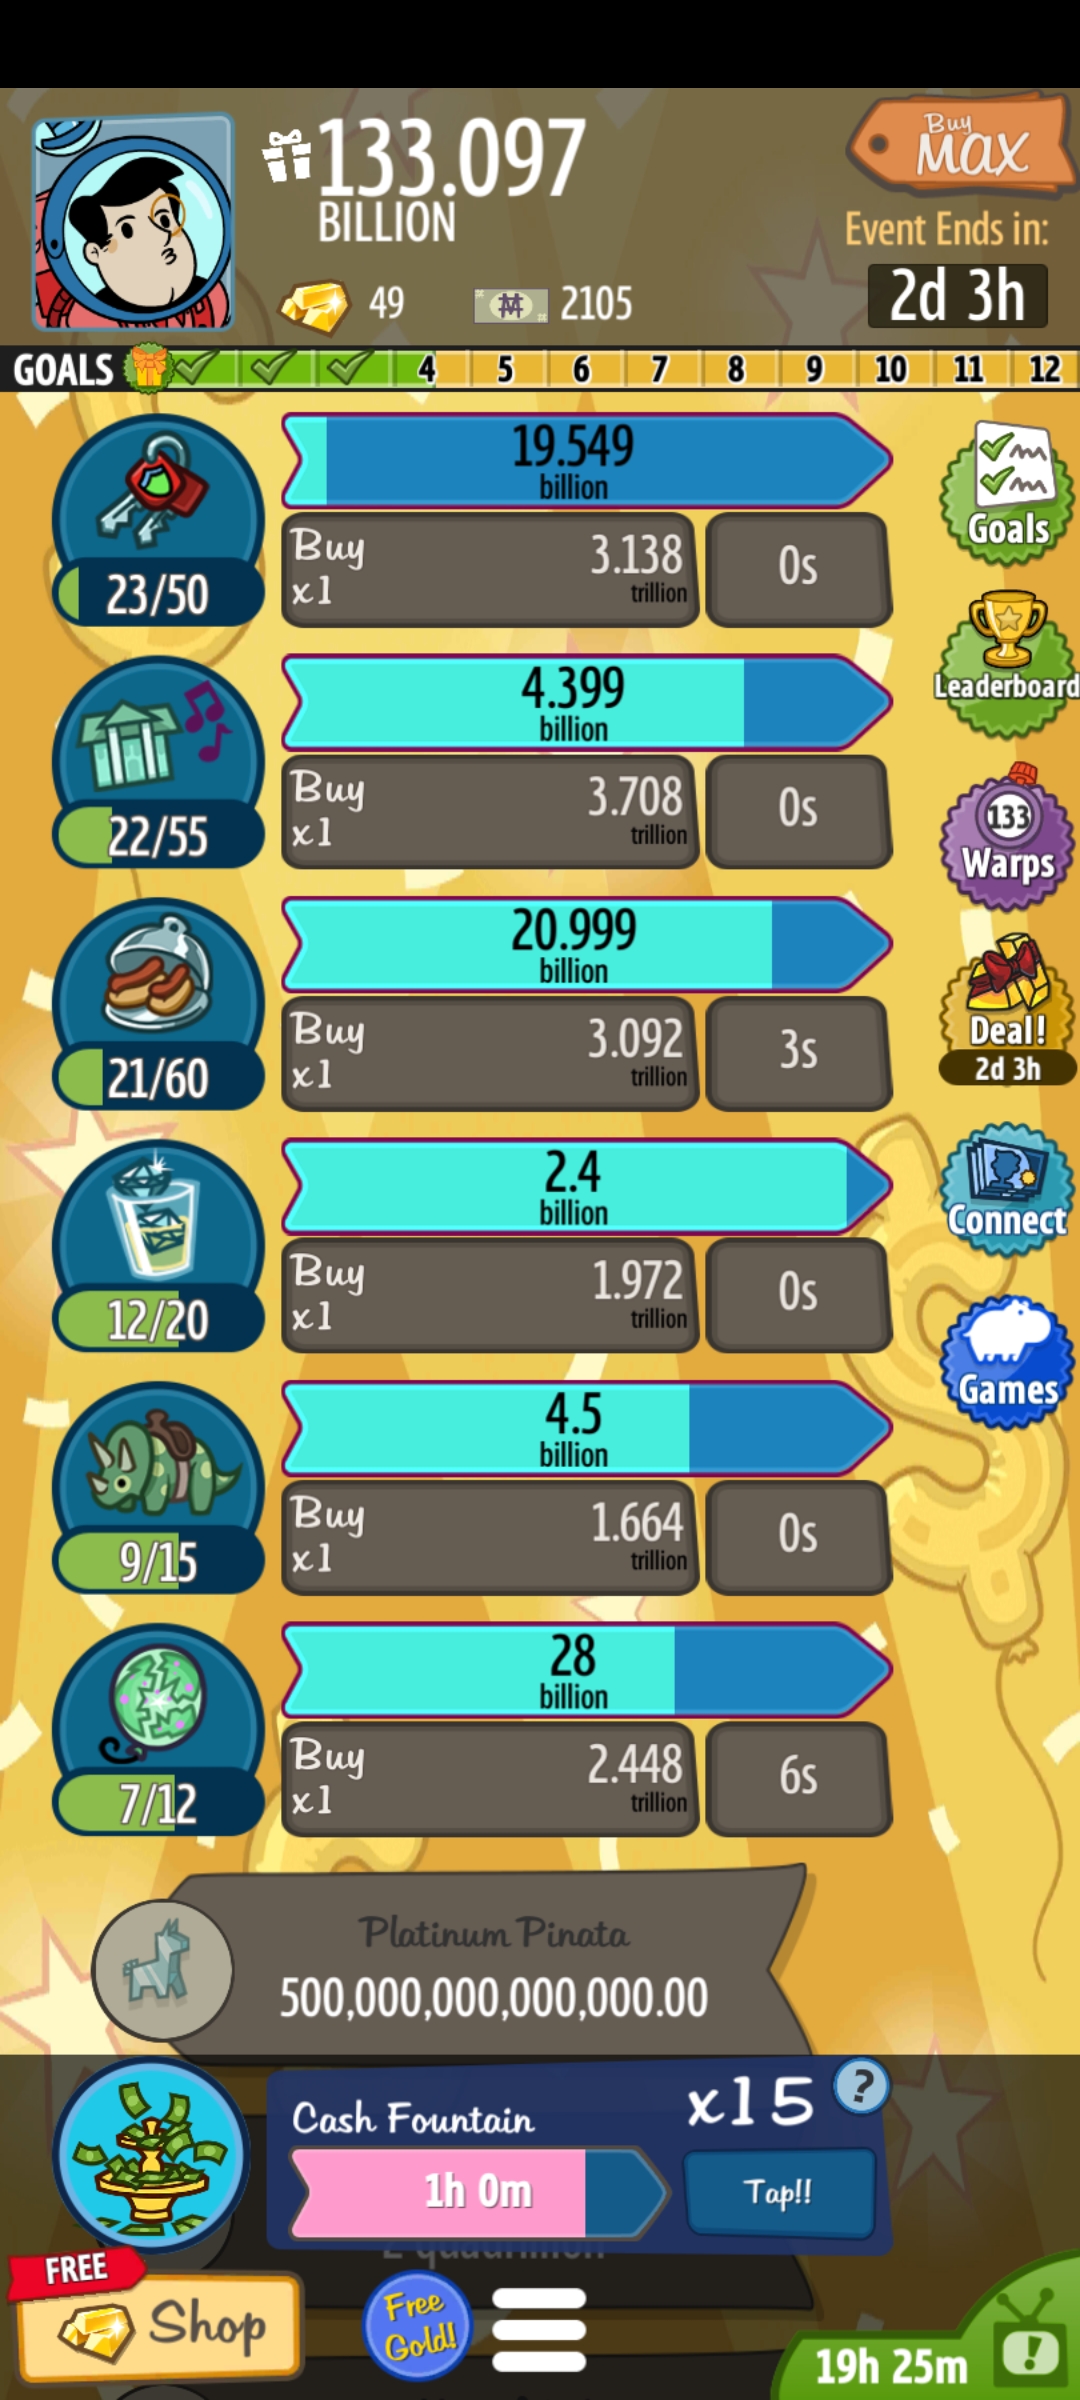 133.097
BILLION
Buy
MAX
Event Ends in:
2d 3h
49
2105
GOALS
4 5 6 7 8 9 10 11 12
19.549
billion
23/50
Buy
x1
3.138
trillion
0s
Goals
4.399
billion
22/55
Buy
x1
3.708
trillion
0s
Leaderboard
133
Warps
20.999
billion
21/60
Buy
x1
3.092
trillion
3s
Deal!
2d 3h
2.4
billion
12/20
Buy
x1
1.972
trillion
0s
Connect
4.5
billion
9/15
Buy
x1
1.664
trillion
0s
Games
28
billion
7/12
Buy
x1
2.448
trillion
6s
Platinum Pinata
500,000,000,000,000.00
Cash Fountain
x15
?
1h 0m
Tap!!
2 quadrillion
FREE
Shop
Free
Gold!
19h 25m
!